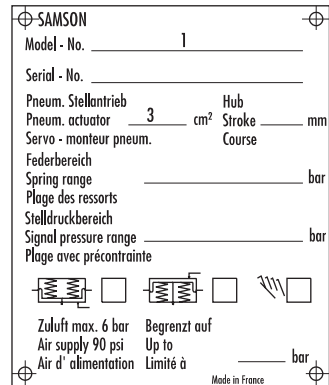 SAMSON
Model - No. 1
Serial - No.
Pneum. Stellantrieb Hub
Pneum. actuator 3 cm² Stroke mm
Servo - monteur pneum. Course
Federbereich
Spring range bar
Plage des ressorts
Stelldruckbereich
Signal pressure range bar
Plage avec précontrainte
Zuluft max. 6 bar Begrenzt auf
Air supply 90 psi Up to
Air d' alimentation Limité à bar
Made in France